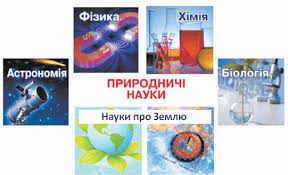 Фізика
Хімія
Астрономія
ПРИРОДНИЧІ
НАУКИ
Біологія
Науки про Землю